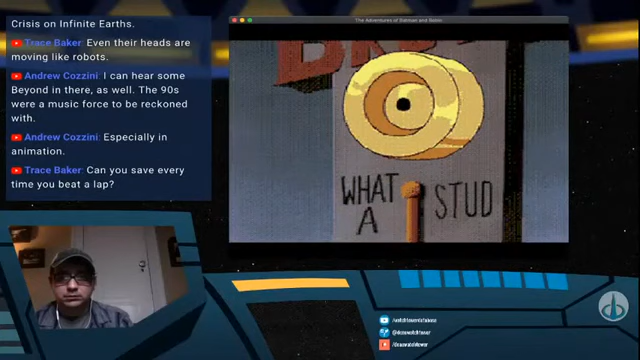 Crisis on Infinite Earths.
Trace Baker: Even their heads are
moving like robots.
Andrew Cozzini: I can hear some
Beyond in there, as well. The 90s
were a music force to be reckoned
with.
Andrew Cozzini: Especially in
animation.
Trace Baker: Can you save every
time you beat a lap?
The Adventures of Batman and Robin
WHAT
A
STUD